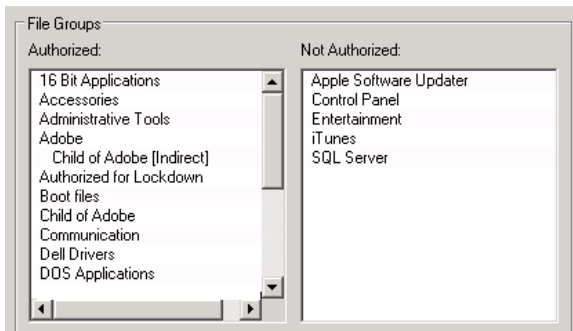 File Groups
Authorized:
16 Bit Applications
Accessories
Administrative Tools
Adobe
Child of Adobe [Indirect]
Authorized for Lockdown
Boot files
Child of Adobe
Communication
Dell Drivers
DOS Applications
Not Authorized:
Apple Software Updater
Control Panel
Entertainment
iTunes
SQL Server